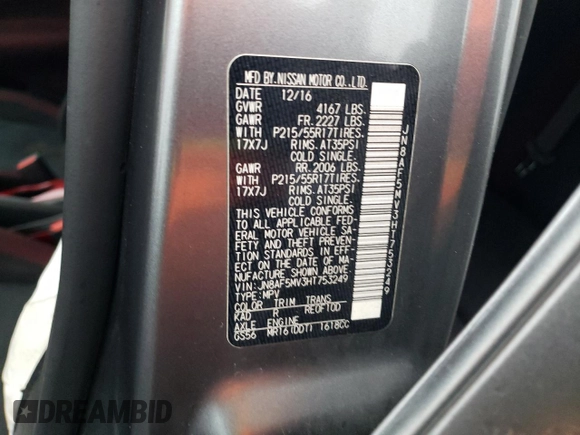 MFD BY.NISSAN MOTOR CO.,LTD.
DATE 12/16
GVWR 4167 LBS.
GAWR FR. 2227 LBS.
WITH P215/55R17TIRES.
17X7J RIMS. AT35PSI
COLD SINGLE.
GAWR RR. 2006 LBS.
WITH P215/55R17TIRES.
17X7J RIMS. AT35PSI
COLD SINGLE.
THIS VEHICLE CONFORMS
TO ALL APPLICABLE FED-
ERAL MOTOR VEHICLE SA-
FETY AND THEFT PREVEN-
TION STANDARDS IN EFF-
ECT ON THE DATE OF MA-
NUFACTURE SHOWN ABOVE.
VIN: JN8AF5MV3HT753249
TYPE:MPV
COLOR TRIM TRANS
KAD R RE0F10D
AXLE ENGINE
GS56 MR16(DDT) 1618CC
JN8AF5MV3HT753249
DREAMBID